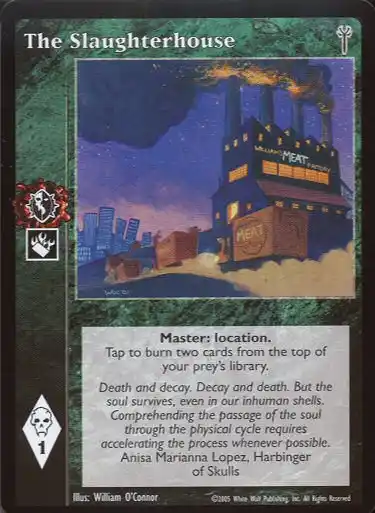 The Slaughterhouse
WILLIAM'S
MEAT
FACTORY
MEAT
Master: location.
Tap to burn two cards from the top of
your prey's library.
Death and decay. Decay and death. But the
soul survives, even in our inhuman shells.
Comprehending the passage of the soul
through the physical cycle requires
accelerating the process whenever possible.
Anisa Marianna Lopez, Harbinger
of Skulls
1
Illus: William O'Connor
©2005 White Wolf Publishing, Inc. All Rights Reserved.